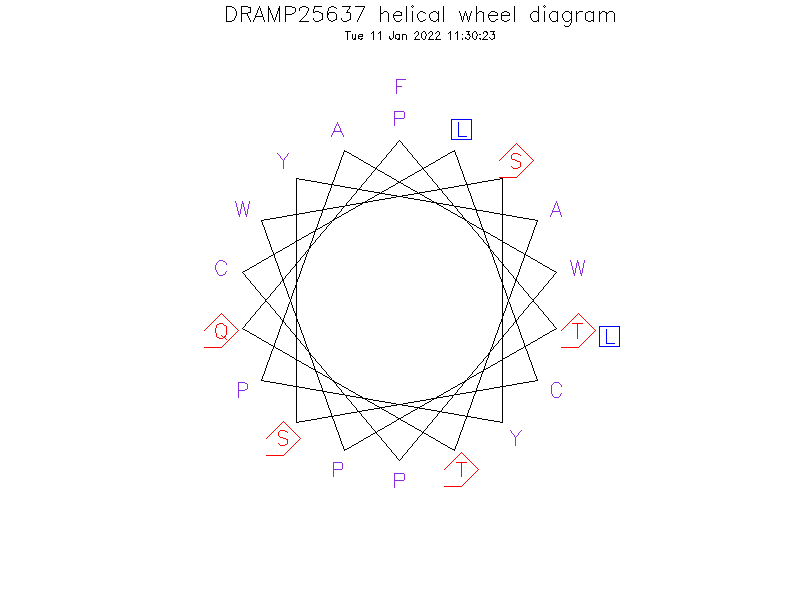 DRAMP25637 helical wheel diagram
Tue 11 Jan 2022 11:30:23
F
P
A L
Y S
W A
C W
Q T L
P C
S Y
P T
P